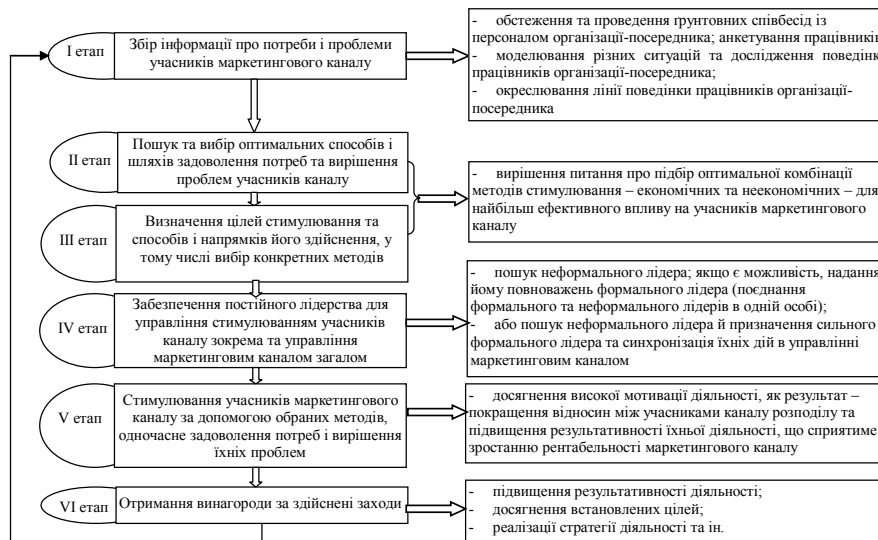 I етап
Збір інформації про потреби і проблеми
учасників маркетингового каналу
- обстеження та проведення ґрунтовних співбесід із
персоналом організації-посередника; анкетування працівників
- моделювання різних ситуацій та дослідження поведінк
працівників організації-посередника;
- окреслювання лінії поведінки працівників організації-
посередника
II етап
Пошук та вибір оптимальних способів і
шляхів задоволення потреб та вирішення
проблем учасників каналу
III етап
Визначення цілей стимулювання та
способів і напрямків його здійснення, у
тому числі вибір конкретних методів
- вирішення питання про підбір оптимальної комбінації
методів стимулювання – економічних та неекономічних – для
найбільш ефективного впливу на учасників маркетингового
каналу
IV етап
Забезпечення постійного лідерства для
управління стимулюванням учасників
каналу зокрема та управління
маркетинговим каналом загалом
- пошук неформального лідера; якщо є можливість, надання
йому повноважень формального лідера (поєднання
формального та неформального лідерів в одній особі);
- або пошук неформального лідера й призначення сильного
формального лідера та синхронізація їхніх дій в управлінні
маркетинговим каналом
V етап
Стимулювання учасників маркетингового
каналу за допомогою обраних методів,
одночасне задоволення потреб і вирішення
їхніх проблем
- досягнення високої мотивації діяльності, як результат –
покращення відносин між учасниками каналу розподілу та
підвищення результативності їхньої діяльності, що сприятиме
зростанню рентабельності маркетингового каналу
VI етап
Отримання винагороди за здійснені заходи
- підвищення результативності діяльності;
- досягнення встановлених цілей;
- реалізації стратегії діяльності та ін.